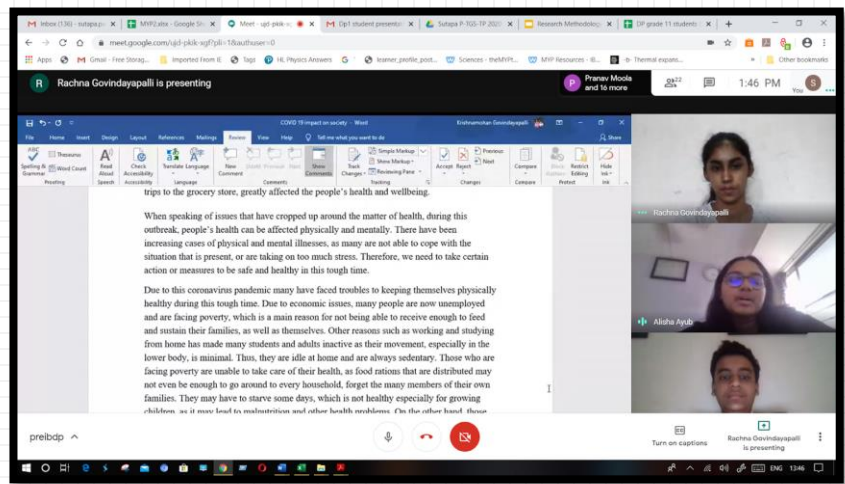 Inbox (136) - sutapa.p
MYP2.xlsx - Google Sh
Meet - ujd-pkik-xg
Dp1 student presentat
Sutapa P-TGS-TP 2020
Research Methodology
DP grade 11 students
meet.google.com/ujd-pkik-xgf?pli=1&authuser=0
Apps
Gmail - Free Storag...
Imported From IE
Tagz
HL Physics Answers
G
learner_profile_post...
Sciences - theMYPt...
MYP Resources - IB...
Thermal expans...
Other bookmarks
R
Rachna Govindayapalli is presenting
P
Pranav Moola
and 16 more
22
1:46 PM
You
S
COVID 19 impact on society - Word
Krishnamohan Govindayapalli
File Home Insert Design Layout References Mailings Review View Help Tell me what you want to do
Share
ABC
Spelling &
Grammar
Thesaurus
Word Count
Proofing
Read
Aloud
Speech
Check
Accessibility
Accessibility
Translate Language
Language
New
Comment
Delete Previous Next
Show
Comments
Comments
Track
Changes
Simple Markup
Show Markup
Reviewing Pane
Tracking
Accept Reject
Previous
Next
Changes
Compare
Compare
Block
Authors
Restrict
Editing
Protect
Hide
Ink
Ink
trips to the grocery store, greatly affected the people's health and wellbeing.
When speaking of issues that have cropped up around the matter of health, during this
outbreak, people's health can be affected physically and mentally. There have been
increasing cases of physical and mental illnesses, as many are not able to cope with the
situation that is present, or are taking on too much stress. Therefore, we need to take certain
action or measures to be safe and healthy in this tough time.
Due to this coronavirus pandemic many have faced troubles to keeping themselves physically
healthy during this tough time. Due to economic issues, many people are now unemployed
and are facing poverty, which is a main reason for not being able to receive enough to feed
and sustain their families, as well as themselves. Other reasons such as working and studying
from home has made many students and adults inactive as their movement, especially in the
lower body, is minimal. Thus, they are idle at home and are always sedentary. Those who are
facing poverty are unable to take care of their health, as food rations that are distributed may
not even be enough to go around to every household, forget the many members of their own
families. They may have to starve some days, which is not healthy especially for growing
children, as it may lead to malnutrition and other health problems. On the other hand, those
Rachna Govindayapalli
Alisha Ayub
preibdp
Turn on captions
Rachna Govindayapalli
is presenting
ENG 1346